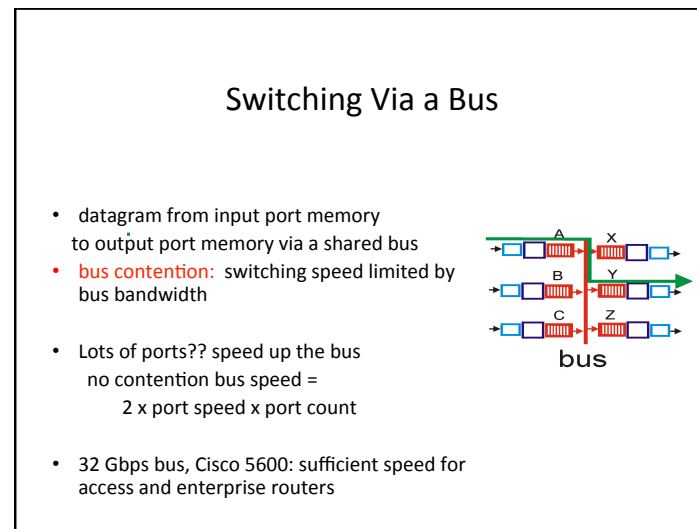 Switching Via a Bus
• datagram from input port memory
to output port memory via a shared bus
• bus contention: switching speed limited by
bus bandwidth
• Lots of ports?? speed up the bus
no contention bus speed =
2 x port speed x port count
• 32 Gbps bus, Cisco 5600: sufficient speed for
access and enterprise routers
A X
B Y
C Z
bus